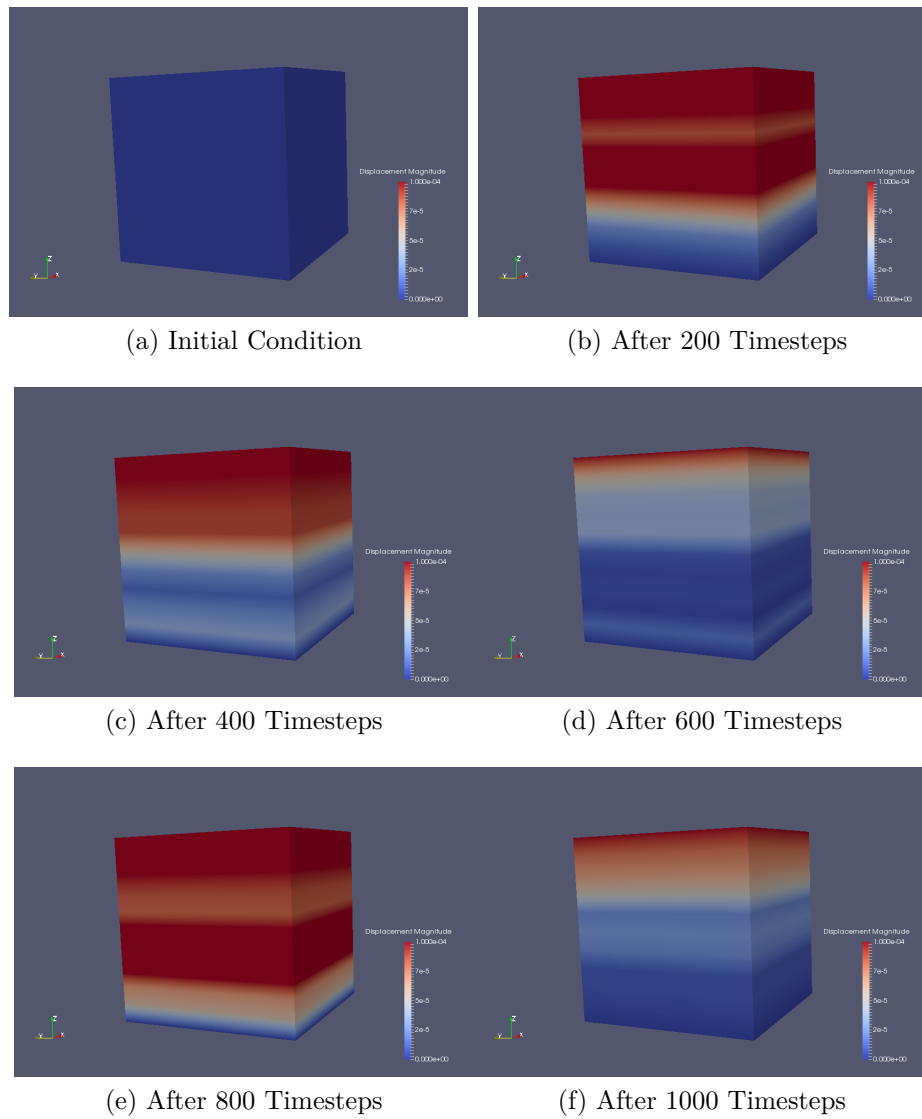 Displacement Magnitude
1.000e-04
7e-5
5e-5
2e-5
0.000e+00
Z
Y
X
(a) Initial Condition
Displacement Magnitude
1.000e-04
7e-5
5e-5
2e-5
0.000e+00
Z
Y
X
(b) After 200 Timesteps
Displacement Magnitude
1.000e-04
7e-5
5e-5
2e-5
0.000e+00
Z
Y
X
(c) After 400 Timesteps
Displacement Magnitude
1.000e-04
7e-5
5e-5
2e-5
0.000e+00
Z
Y
X
(d) After 600 Timesteps
Displacement Magnitude
1.000e-04
7e-5
5e-5
2e-5
0.000e+00
Z
Y
X
(e) After 800 Timesteps
Displacement Magnitude
1.000e-04
7e-5
5e-5
2e-5
0.000e+00
Z
Y
X
(f) After 1000 Timesteps